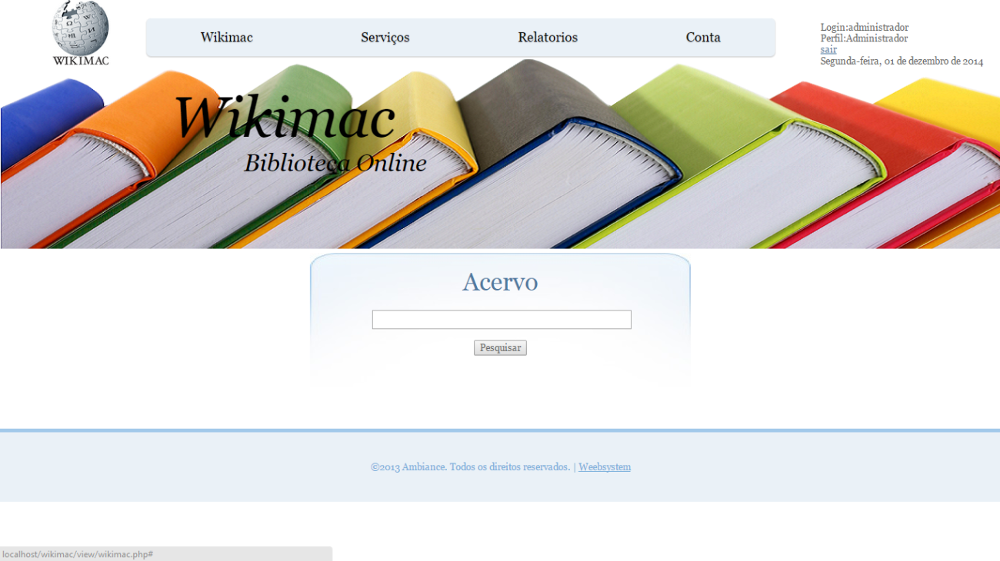 WIKIMAC
Wikimac Serviços Relatorios Conta
Login:administrador
Perfil:Administrador
sair
Segunda-feira, 01 de dezembro de 2014
Wikimac
Biblioteca Online
Acervo
Pesquisar
©2013 Ambiance. Todos os direitos reservados. | Weebsystem
localhost/wikimac/view/wikimac.php#